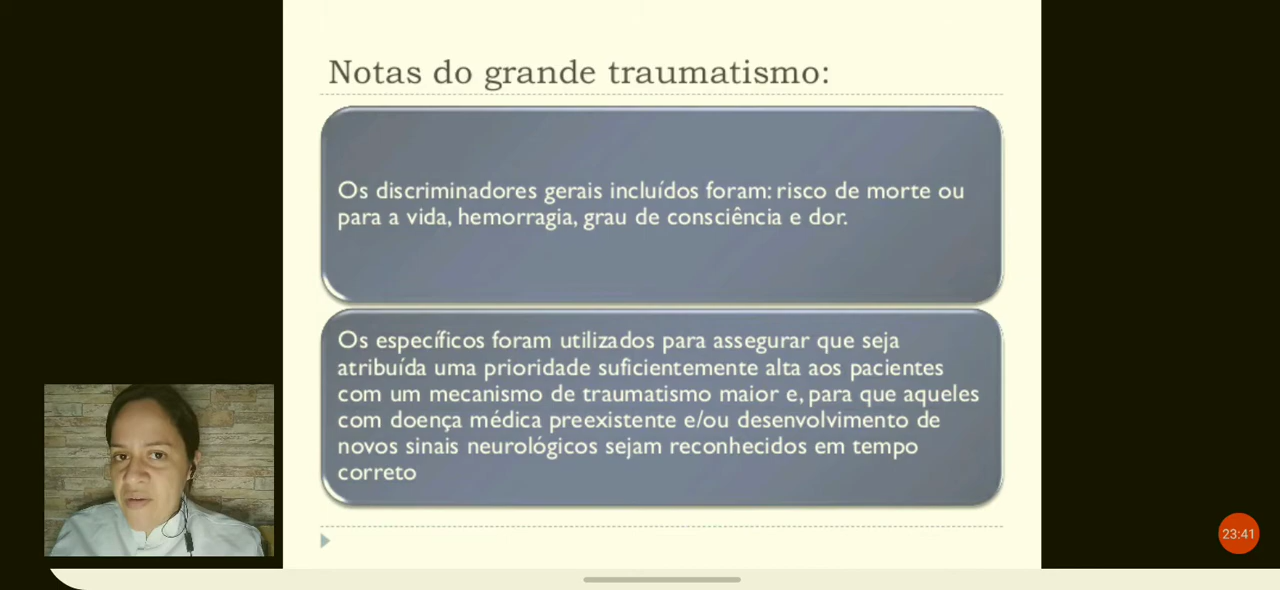 Notas do grande traumatismo:
Os discriminadores gerais incluídos foram: risco de morte ou
para a vida, hemorragia, grau de consciência e dor.
Os específicos foram utilizados para assegurar que seja
atribuída uma prioridade suficientemente alta aos pacientes
com um mecanismo de traumatismo maior e, para que aqueles
com doença médica preexistente e/ou desenvolvimento de
novos sinais neurológicos sejam reconhecidos em tempo
correto
23:41